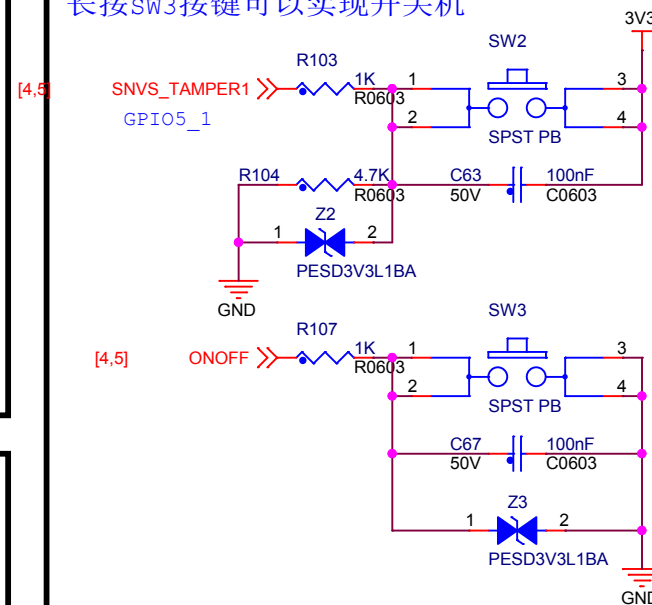 长按SW3按键可以实现开关机
3V3
SW2
R103
[4,5]
SNVS_TAMPER1
1K
R0603
1
2
3
4
GPIO5_1
SPST PB
R104
4.7K
R0603
C63
50V
100nF
C0603
Z2
1
2
PESD3V3L1BA
GND
SW3
R107
[4,5]
ONOFF
1K
R0603
1
2
3
4
SPST PB
C67
50V
100nF
C0603
Z3
1
2
PESD3V3L1BA
GND